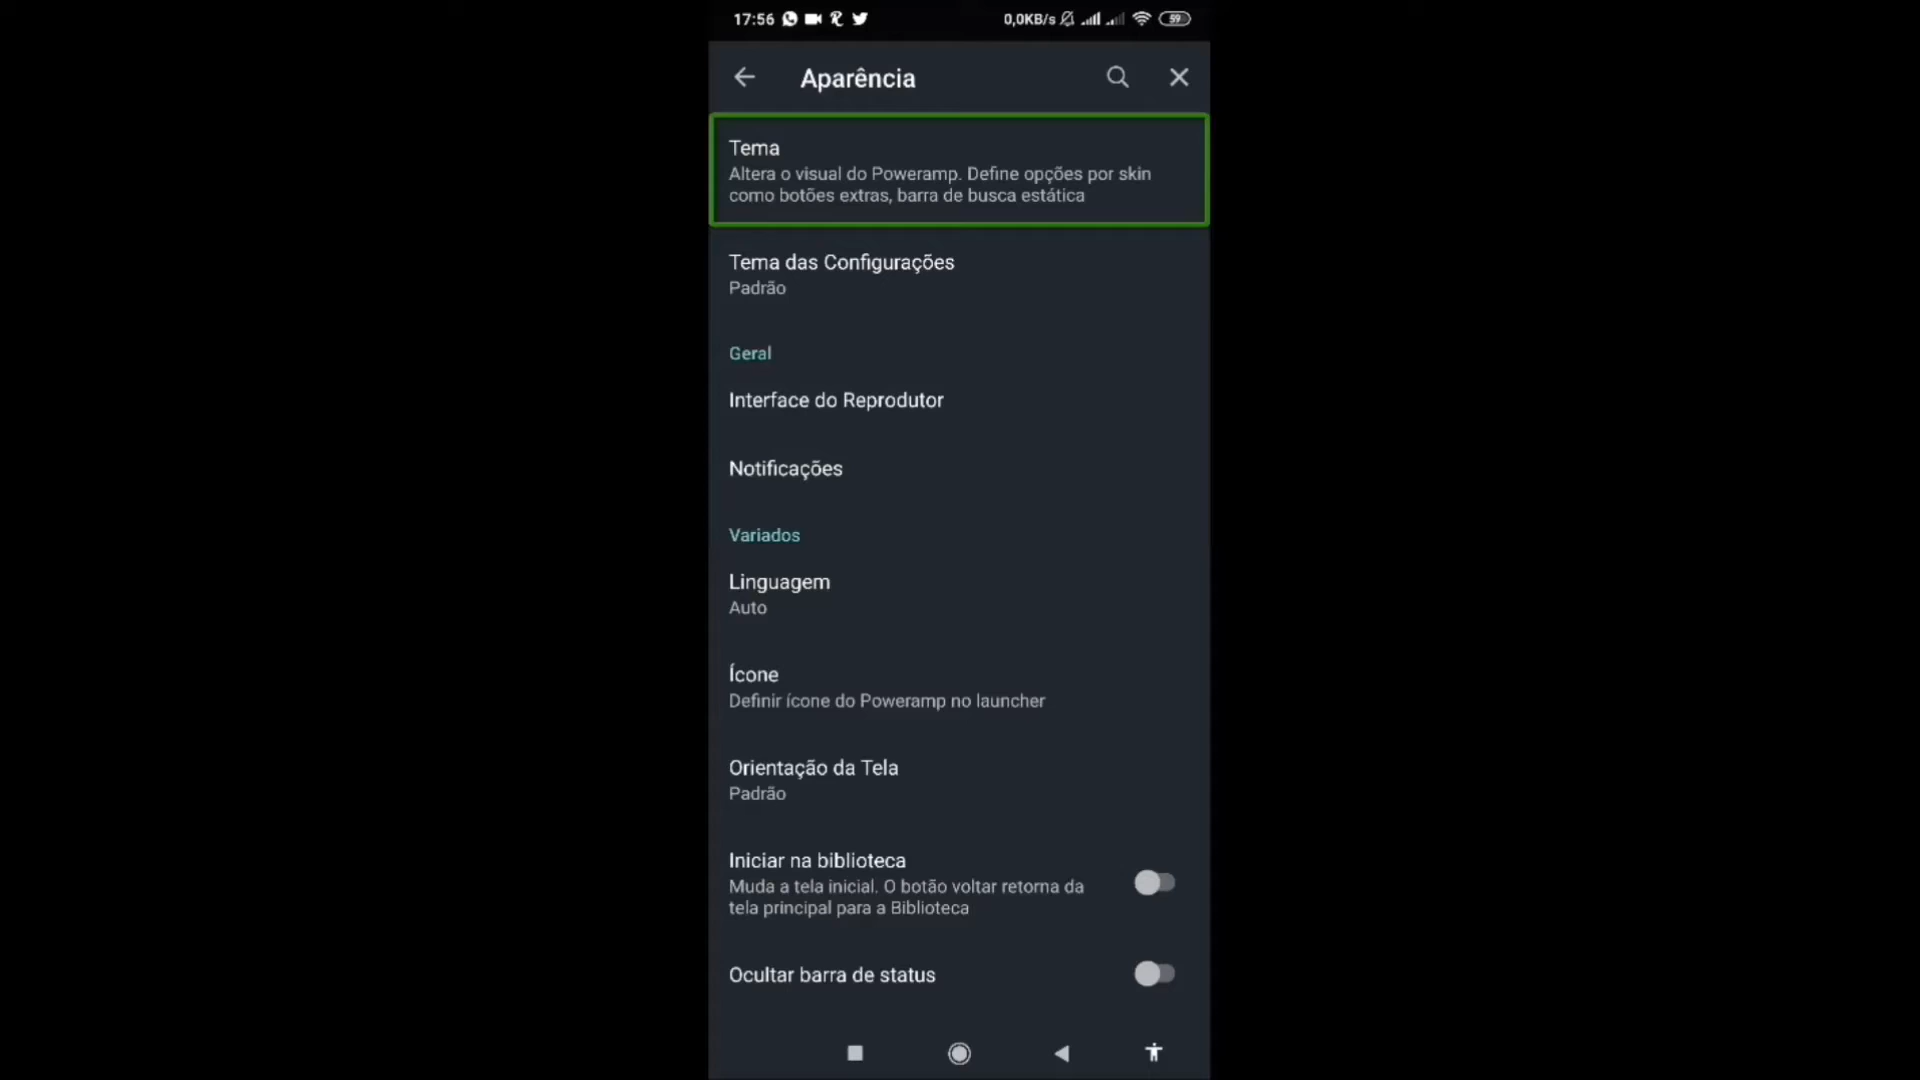 17:56 0,0KB/s 59
Aparência
Tema
Altera o visual do Poweramp. Define opções por skin
como botões extras, barra de busca estática
Tema das Configurações
Padrão
Geral
Interface do Reprodutor
Notificações
Variados
Linguagem
Auto
Ícone
Definir ícone do Poweramp no launcher
Orientação da Tela
Padrão
Iniciar na biblioteca
Muda a tela inicial. O botão voltar retorna da
tela principal para a Biblioteca
Ocultar barra de status